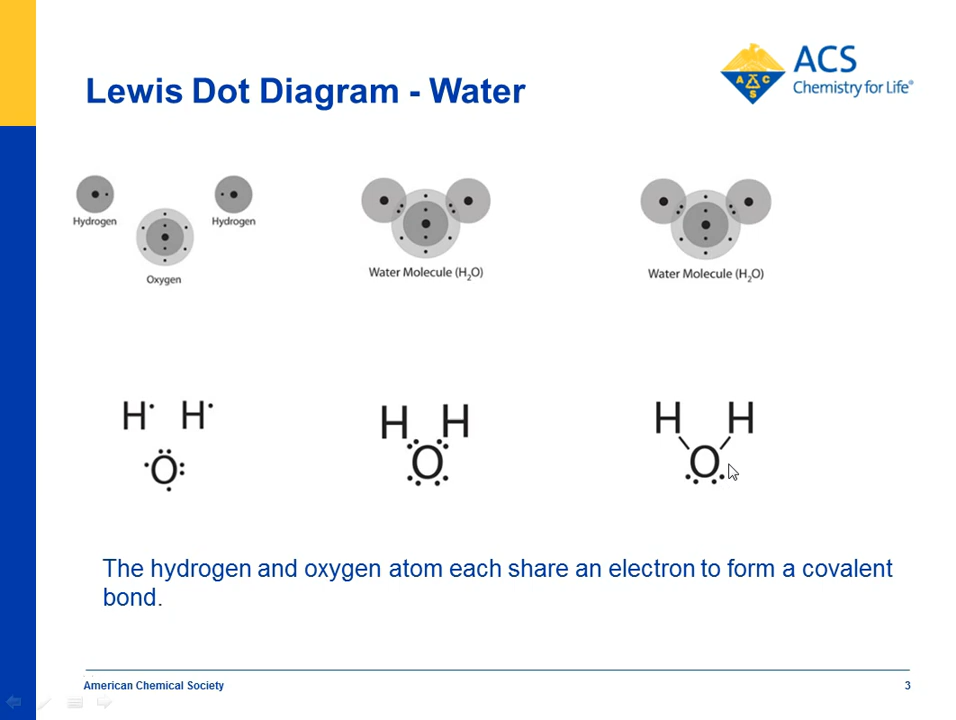 Lewis Dot Diagram - Water
ACS
Chemistry for Life®
A C S
Hydrogen
Hydrogen
Oxygen
Water Molecule (H₂O)
Water Molecule (H₂O)
H· H·
O
H H
O
H H
O
The hydrogen and oxygen atom each share an electron to form a covalent
bond.
American Chemical Society
3